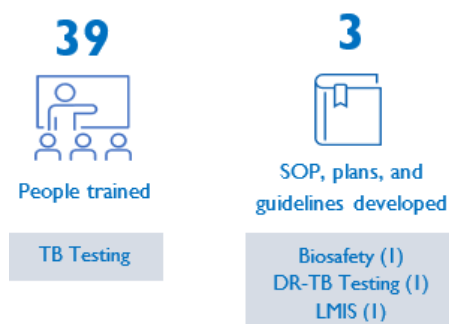 39
People trained
TB Testing
3
SOP, plans, and
guidelines developed
Biosafety (1)
DR-TB Testing (1)
LMIS (1)